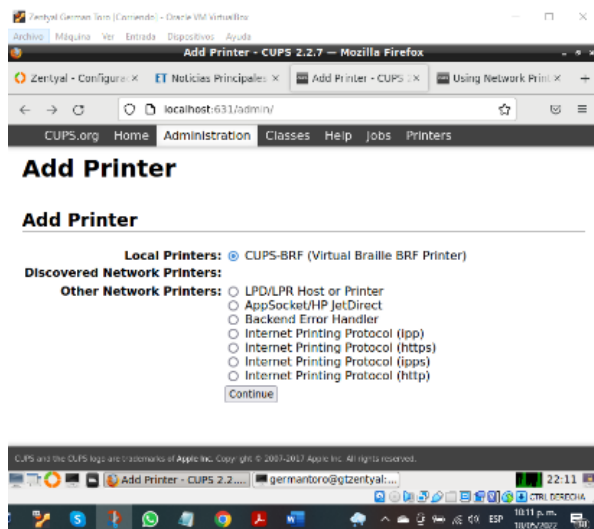 Zentyal German Toro [Corriendo] - Oracle VM VirtualBox
Archivo Máquina Ver Entrada Dispositivos Ayuda
Add Printer - CUPS 2.2.7 — Mozilla Firefox
Zentyal - Configurac Noticias Principales Add Printer - CUPS 2 Using Network Print
localhost:631/admin/
CUPS.org Home Administration Classes Help Jobs Printers
Add Printer
Add Printer
Local Printers: CUPS-BRF (Virtual Braille BRF Printer)
Discovered Network Printers:
Other Network Printers: LPD/LPR Host or Printer
AppSocket/HP JetDirect
Backend Error Handler
Internet Printing Protocol (ipp)
Internet Printing Protocol (https)
Internet Printing Protocol (ipps)
Internet Printing Protocol (http)
Continue
CUPS and the CUPS logo are trademarks of Apple Inc. Copyright © 2007-2017 Apple Inc. All rights reserved.
Add Printer - CUPS 2.2.... germantoro@gtzentyal:... 22:11
CTRL DERECHA
ESP 10:11 p. m.
18/05/2022